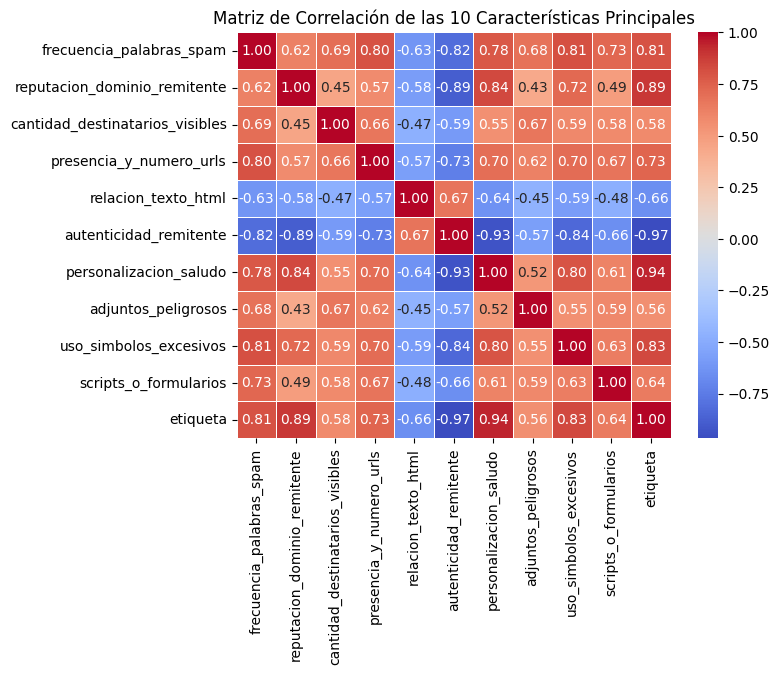 Matriz de Correlación de las 10 Características Principales
frecuencia_palabras_spam 1.00 0.62 0.69 0.80 -0.63 -0.82 0.78 0.68 0.81 0.73 0.81
reputacion_dominio_remitente 0.62 1.00 0.45 0.57 -0.58 -0.89 0.84 0.43 0.72 0.49 0.89
cantidad_destinatarios_visibles 0.69 0.45 1.00 0.66 -0.47 -0.59 0.55 0.67 0.59 0.58 0.58
presencia_y_numero_urls 0.80 0.57 0.66 1.00 -0.57 -0.73 0.70 0.62 0.70 0.67 0.73
relacion_texto_html -0.63 -0.58 -0.47 -0.57 1.00 0.67 -0.64 -0.45 -0.59 -0.48 -0.66
autenticidad_remitente -0.82 -0.89 -0.59 -0.73 0.67 1.00 -0.93 -0.57 -0.84 -0.66 -0.97
personalizacion_saludo 0.78 0.84 0.55 0.70 -0.64 -0.93 1.00 0.52 0.80 0.61 0.94
adjuntos_peligrosos 0.68 0.43 0.67 0.62 -0.45 -0.57 0.52 1.00 0.55 0.59 0.56
uso_simbolos_excesivos 0.81 0.72 0.59 0.70 -0.59 -0.84 0.80 0.55 1.00 0.63 0.83
scripts_o_formularios 0.73 0.49 0.58 0.67 -0.48 -0.66 0.61 0.59 0.63 1.00 0.64
etiqueta 0.81 0.89 0.58 0.73 -0.66 -0.97 0.94 0.56 0.83 0.64 1.00
frecuencia_palabras_spam
reputacion_dominio_remitente
cantidad_destinatarios_visibles
presencia_y_numero_urls
relacion_texto_html
autenticidad_remitente
personalizacion_saludo
adjuntos_peligrosos
uso_simbolos_excesivos
scripts_o_formularios
etiqueta
1.00
0.75
0.50
0.25
0.00
−0.25
−0.50
−0.75